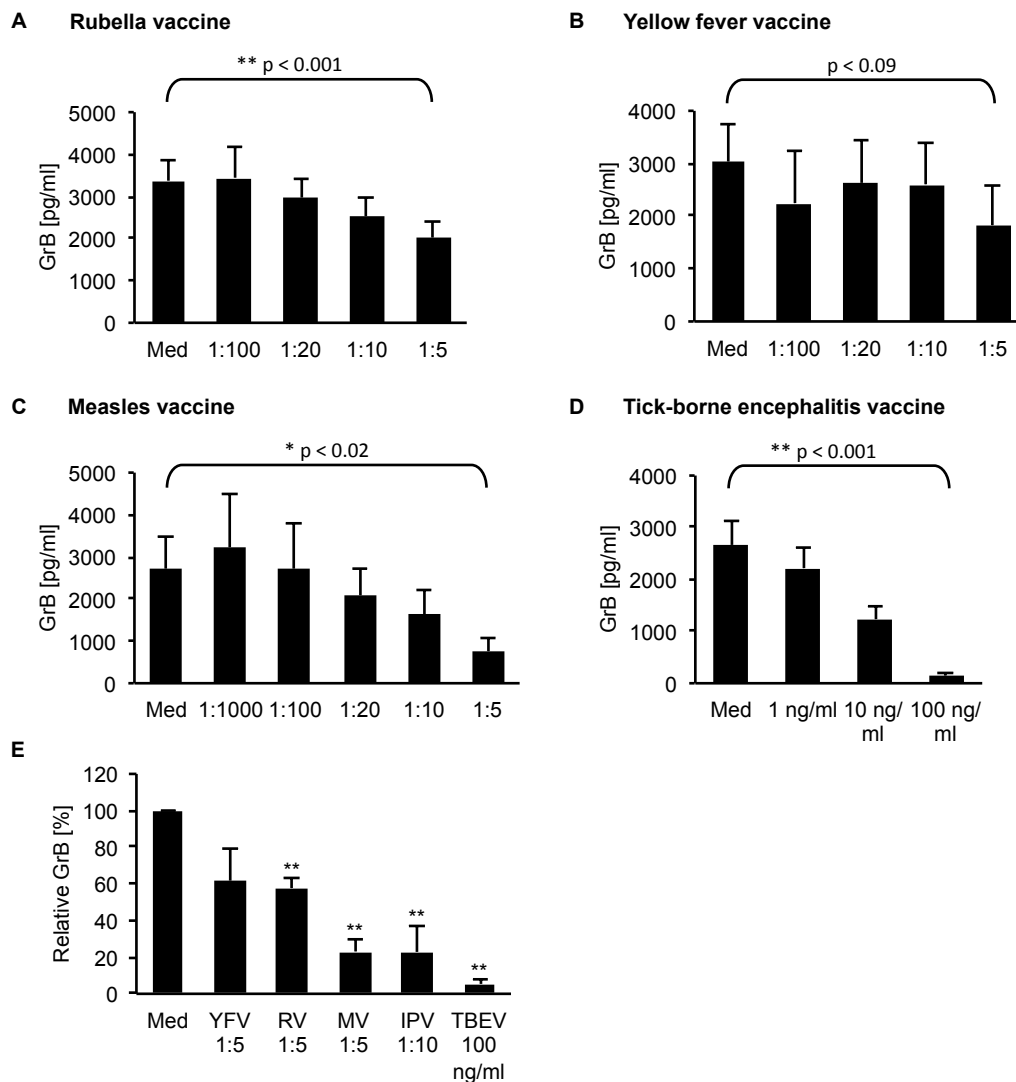 A Rubella vaccine
** p < 0.001
GrB [pg/ml]
5000
4000
3000
2000
1000
0
Med 1:100 1:20 1:10 1:5
B Yellow fever vaccine
p < 0.09
GrB [pg/ml]
4000
3000
2000
1000
0
Med 1:100 1:20 1:10 1:5
C Measles vaccine
* p < 0.02
GrB [pg/ml]
5000
4000
3000
2000
1000
0
Med 1:1000 1:100 1:20 1:10 1:5
D Tick-borne encephalitis vaccine
** p < 0.001
GrB [pg/ml]
4000
3000
2000
1000
0
Med 1 ng/ml 10 ng/ 100 ng/
ml ml
E
Relative GrB [%]
120
100
80
60
40
20
0
**
**
**
**
Med YFV RV MV IPV TBEV
1:5 1:5 1:5 1:10 100
ng/ml